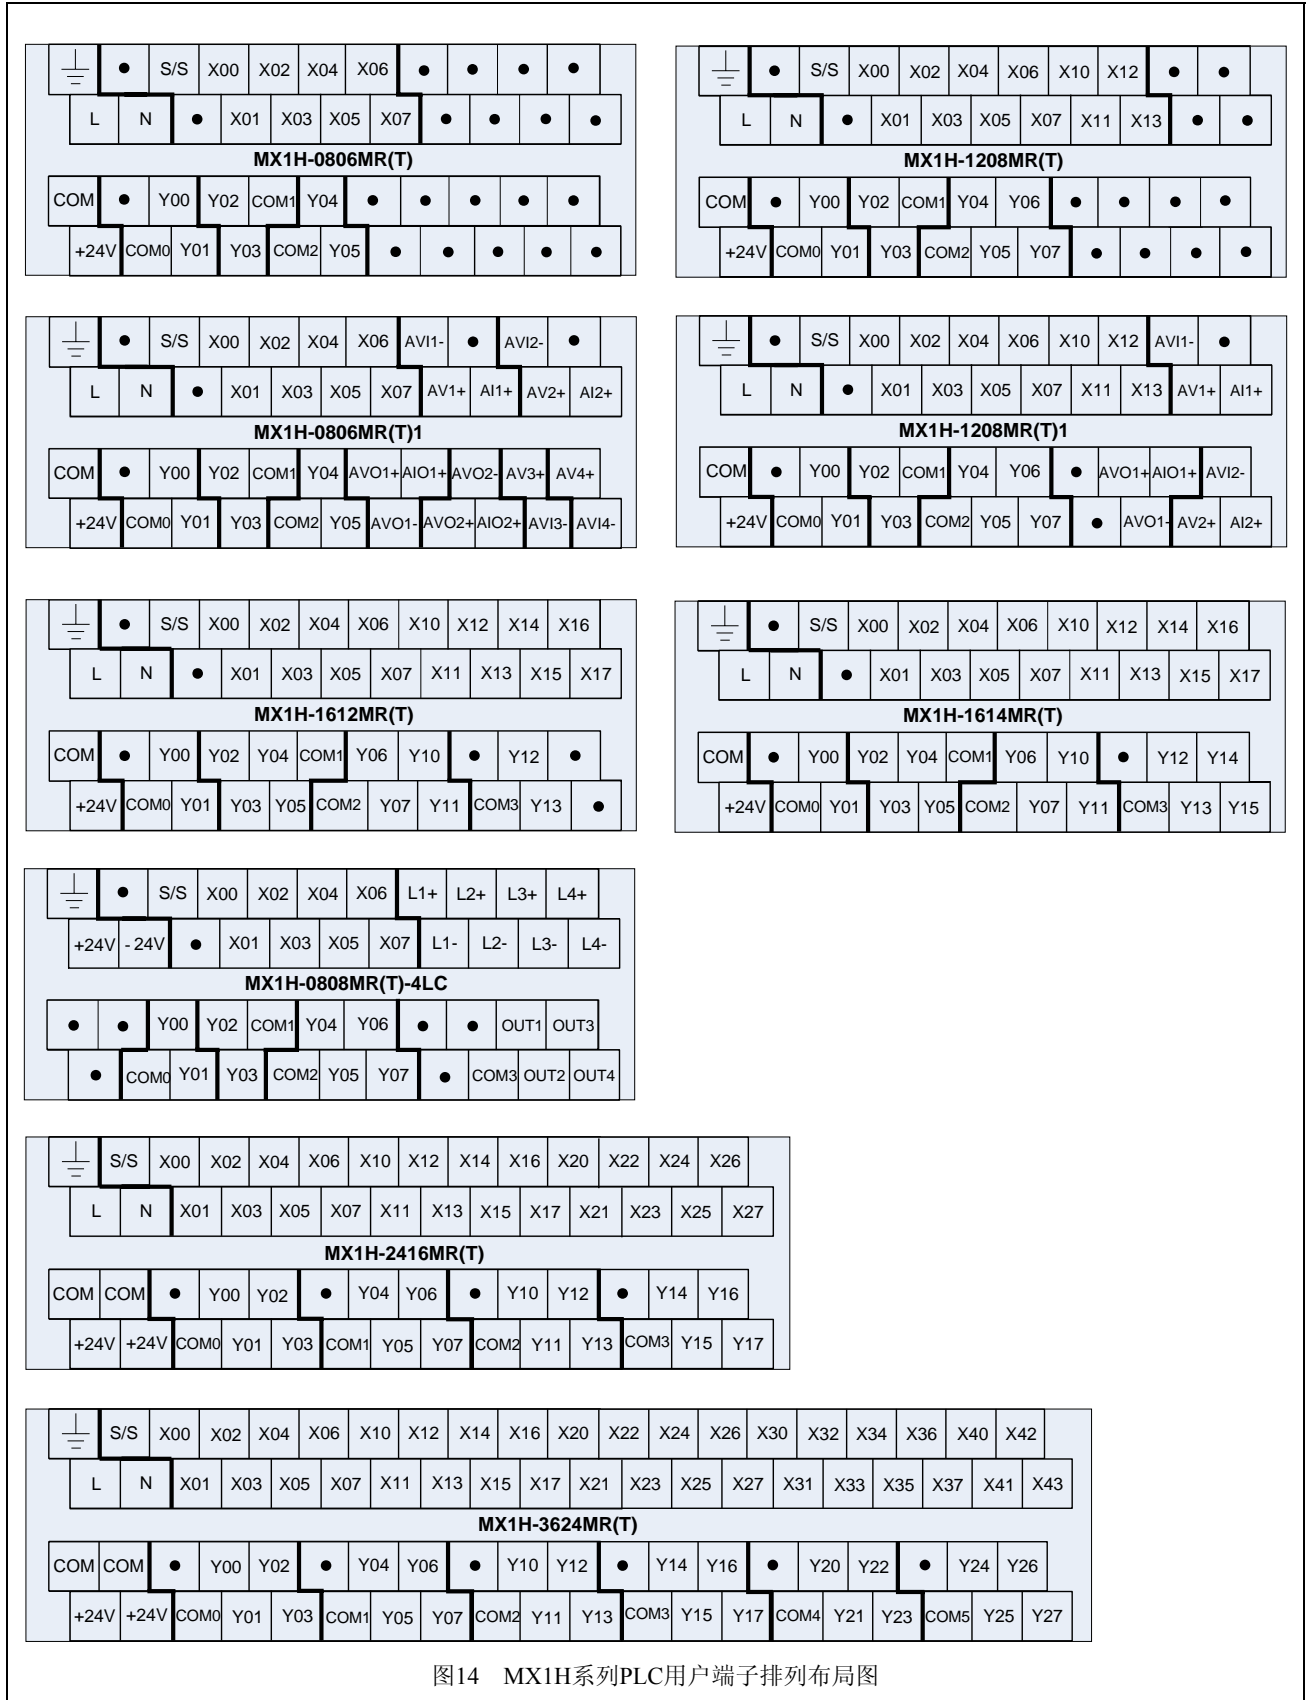 ● S/S X00 X02 X04 X06 ● ● ● ●
L N ● X01 X03 X05 X07 ● ● ● ●
MX1H-0806MR(T)
COM ● Y00 Y02 COM1 Y04 ● ● ● ● ●
+24V COM0 Y01 Y03 COM2 Y05 ● ● ● ● ●
● S/S X00 X02 X04 X06 X10 X12 ● ●
L N ● X01 X03 X05 X07 X11 X13 ● ●
MX1H-1208MR(T)
COM ● Y00 Y02 COM1 Y04 Y06 ● ● ● ●
+24V COM0 Y01 Y03 COM2 Y05 Y07 ● ● ● ●
● S/S X00 X02 X04 X06 AVI1- ● AVI2- ●
L N ● X01 X03 X05 X07 AV1+ AI1+ AV2+ AI2+
MX1H-0806MR(T)1
COM ● Y00 Y02 COM1 Y04 AVO1+ AIO1+ AVO2- AV3+ AV4+
+24V COM0 Y01 Y03 COM2 Y05 AVO1- AVO2+ AIO2+ AVI3- AVI4-
● S/S X00 X02 X04 X06 X10 X12 AVI1- ●
L N ● X01 X03 X05 X07 X11 X13 AV1+ AI1+
MX1H-1208MR(T)1
COM ● Y00 Y02 COM1 Y04 Y06 ● AVO1+ AIO1+ AVI2-
+24V COM0 Y01 Y03 COM2 Y05 Y07 ● AVO1- AV2+ AI2+
● S/S X00 X02 X04 X06 X10 X12 X14 X16
L N ● X01 X03 X05 X07 X11 X13 X15 X17
MX1H-1612MR(T)
COM ● Y00 Y02 Y04 COM1 Y06 Y10 ● Y12 ●
+24V COM0 Y01 Y03 Y05 COM2 Y07 Y11 COM3 Y13 ●
● S/S X00 X02 X04 X06 X10 X12 X14 X16
L N ● X01 X03 X05 X07 X11 X13 X15 X17
MX1H-1614MR(T)
COM ● Y00 Y02 Y04 COM1 Y06 Y10 ● Y12 Y14
+24V COM0 Y01 Y03 Y05 COM2 Y07 Y11 COM3 Y13 Y15
● S/S X00 X02 X04 X06 L1+ L2+ L3+ L4+
+24V -24V ● X01 X03 X05 X07 L1- L2- L3- L4-
MX1H-0808MR(T)-4LC
● ● Y00 Y02 COM1 Y04 Y06 ● ● OUT1 OUT3
● COM0 Y01 Y03 COM2 Y05 Y07 ● COM3 OUT2 OUT4
S/S X00 X02 X04 X06 X10 X12 X14 X16 X20 X22 X24 X26
L N X01 X03 X05 X07 X11 X13 X15 X17 X21 X23 X25 X27
MX1H-2416MR(T)
COM COM ● Y00 Y02 ● Y04 Y06 ● Y10 Y12 ● Y14 Y16
+24V +24V COM0 Y01 Y03 COM1 Y05 Y07 COM2 Y11 Y13 COM3 Y15 Y17
S/S X00 X02 X04 X06 X10 X12 X14 X16 X20 X22 X24 X26 X30 X32 X34 X36 X40 X42
L N X01 X03 X05 X07 X11 X13 X15 X17 X21 X23 X25 X27 X31 X33 X35 X37 X41 X43
MX1H-3624MR(T)
COM COM ● Y00 Y02 ● Y04 Y06 ● Y10 Y12 ● Y14 Y16 ● Y20 Y22 ● Y24 Y26
+24V +24V COM0 Y01 Y03 COM1 Y05 Y07 COM2 Y11 Y13 COM3 Y15 Y17 COM4 Y21 Y23 COM5 Y25 Y27
图14 MX1H系列PLC用户端子排列布局图